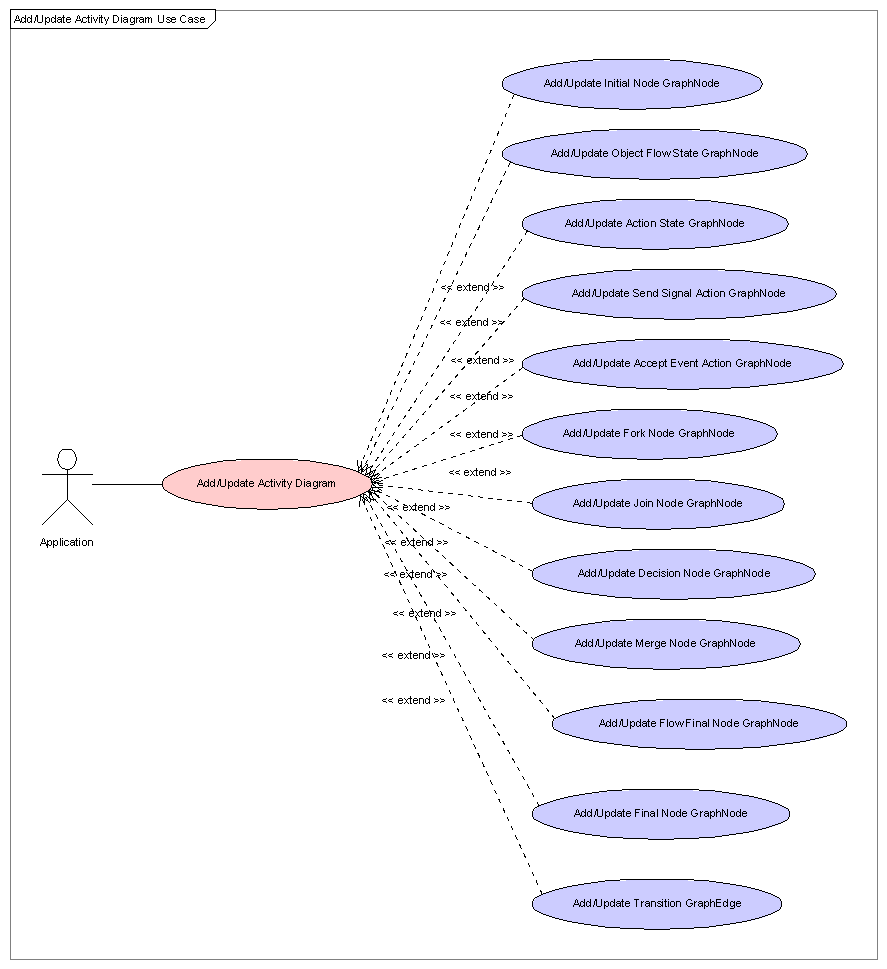 Add/Update Activity Diagram Use Case
Add/Update Initial Node GraphNode
Add/Update Object Flow State GraphNode
Add/Update Action State GraphNode
<< extend >>
Add/Update Send Signal Action GraphNode
<< extend >>
<< extend >>
Add/Update Accept Event Action GraphNode
<< extend >>
<< extend >>
Add/Update Fork Node GraphNode
<< extend >>
Add/Update Activity Diagram
Add/Update Join Node GraphNode
<< extend >>
Application
<< extend >>
<< extend >>
Add/Update Decision Node GraphNode
<< extend >>
Add/Update Merge Node GraphNode
<< extend >>
<< extend >>
Add/Update Flow Final Node GraphNode
Add/Update Final Node GraphNode
Add/Update Transition GraphEdge